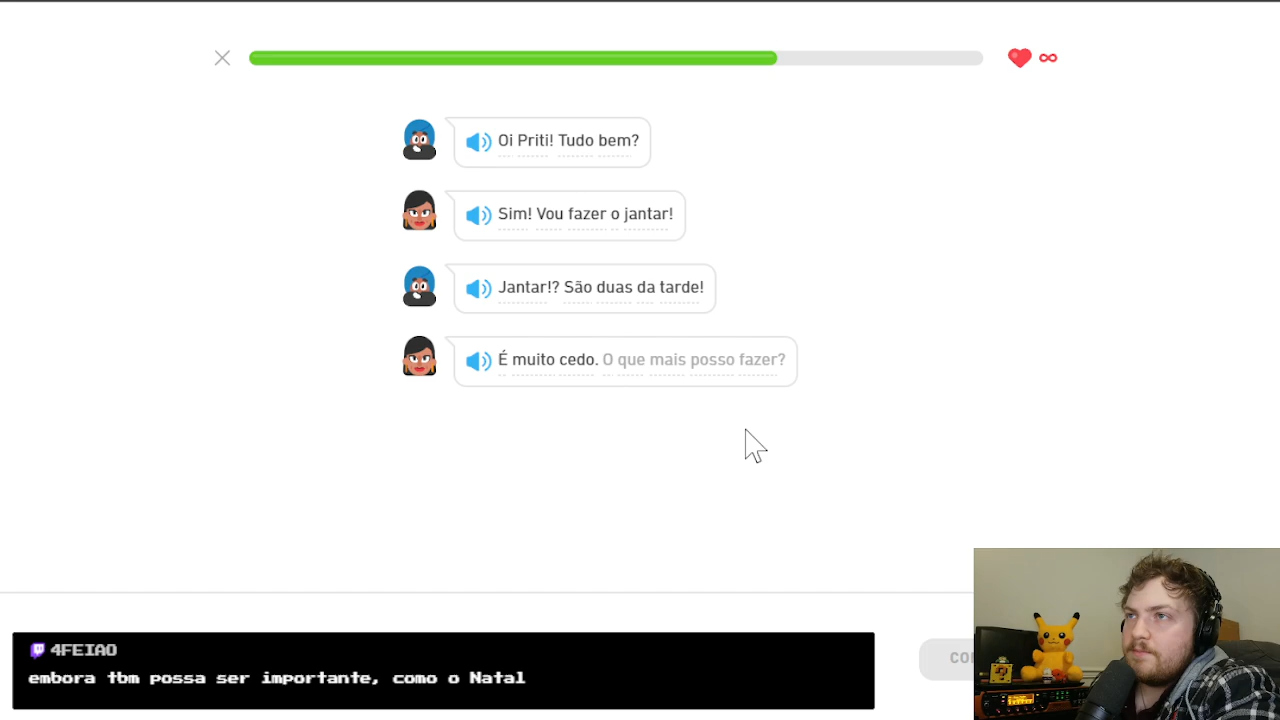 Oi Priti! Tudo bem?
Sim! Vou fazer o jantar!
Jantar!? São duas da tarde!
É muito cedo. O que mais posso fazer?
4FEIAO
embora tbm possa ser importante, como o Natal